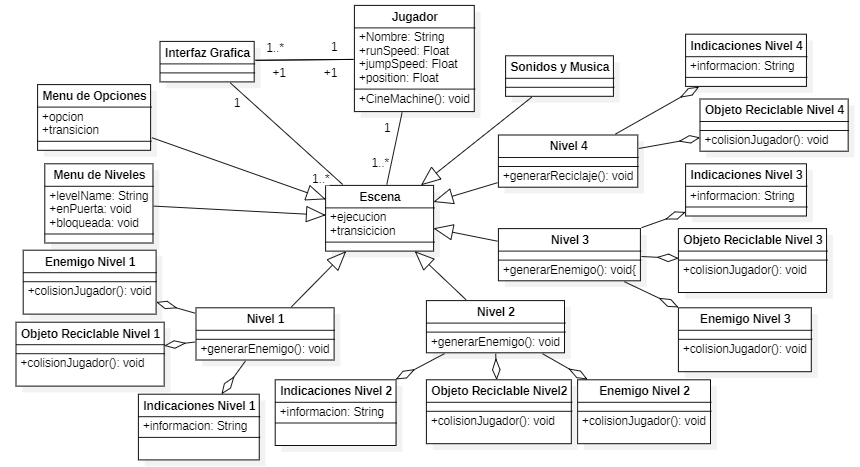 Jugador
+Nombre: String
+runSpeed: Float
+jumpSpeed: Float
+position: Float
+CineMachine(): void
Interfaz Grafica
1..*
1
+1
+1
1
1..*
1
1..*
Menu de Opciones
+opcion
+transicion
Menu de Niveles
+levelName: String
+enPuerta: void
+bloqueada: void
Sonidos y Musica
Escena
+ejecucion
+transicicion
Indicaciones Nivel 4
+informacion: String
Objeto Reciclable Nivel 4
+colisionJugador(): void
Nivel 4
+generarReciclaje(): void
Indicaciones Nivel 3
+informacion: String
Nivel 3
+generarEnemigo(): void{
Objeto Reciclable Nivel 3
+colisionJugador(): void
Enemigo Nivel 3
+colisionJugador(): void
Enemigo Nivel 1
+colisionJugador(): void
Nivel 1
+generarEnemigo(): void
Objeto Reciclable Nivel 1
+colisionJugador(): void
Indicaciones Nivel 1
+informacion: String
Nivel 2
+generarEnemigo(): void
Indicaciones Nivel 2
+informacion: String
Objeto Reciclable Nivel2
+colisionJugador(): void
Enemigo Nivel 2
+colisionJugador(): void